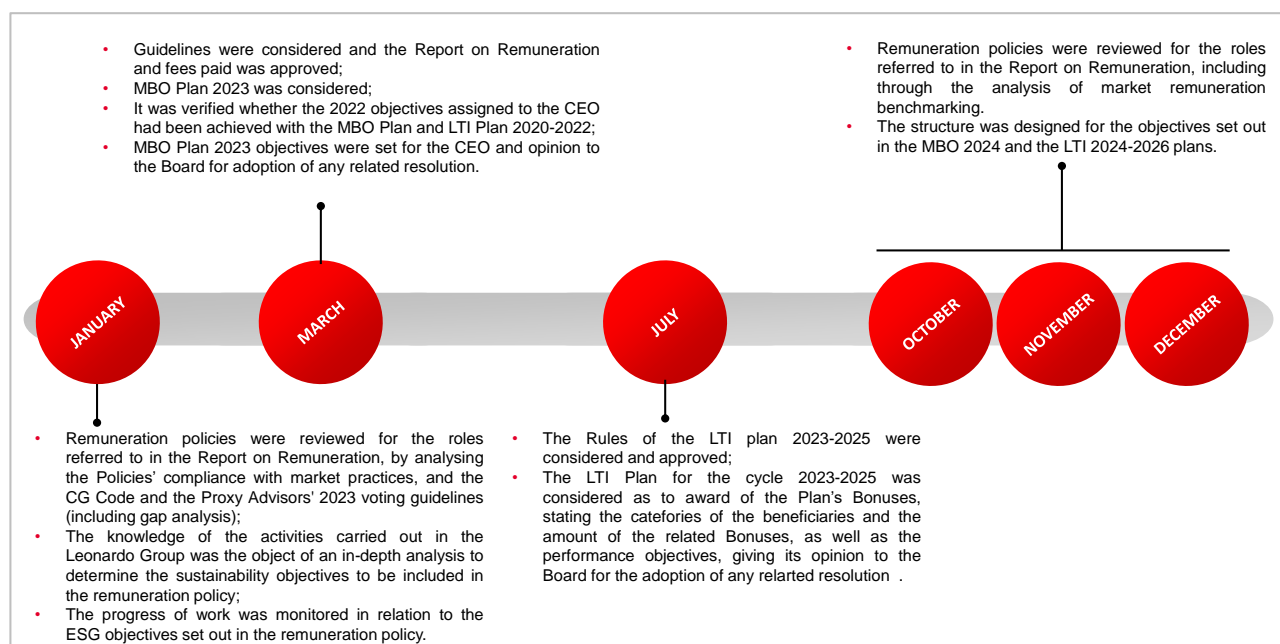 • Guidelines were considered and the Report on Remuneration
and fees paid was approved;
• MBO Plan 2023 was considered;
• It was verified whether the 2022 objectives assigned to the CEO
had been achieved with the MBO Plan and LTI Plan 2020-2022;
• MBO Plan 2023 objectives were set for the CEO and opinion to
the Board for adoption of any related resolution.
• Remuneration policies were reviewed for the roles
referred to in the Report on Remuneration, including
through the analysis of market remuneration
benchmarking.
• The structure was designed for the objectives set out
in the MBO 2024 and the LTI 2024-2026 plans.
JANUARY
MARCH
JULY
OCTOBER
NOVEMBER
DECEMBER
• Remuneration policies were reviewed for the roles
referred to in the Report on Remuneration, by analysing
the Policies' compliance with market practices, and the
CG Code and the Proxy Advisors' 2023 voting guidelines
(including gap analysis);
• The knowledge of the activities carried out in the
Leonardo Group was the object of an in-depth analysis to
determine the sustainability objectives to be included in
the remuneration policy;
• The progress of work was monitored in relation to the
ESG objectives set out in the remuneration policy.
• The Rules of the LTI plan 2023-2025 were
considered and approved;
• The LTI Plan for the cycle 2023-2025 was
considered as to award of the Plan's Bonuses,
stating the catefories of the beneficiaries and the
amount of the related Bonuses, as well as the
performance objectives, giving its opinion to the
Board for the adoption of any relarted resolution .